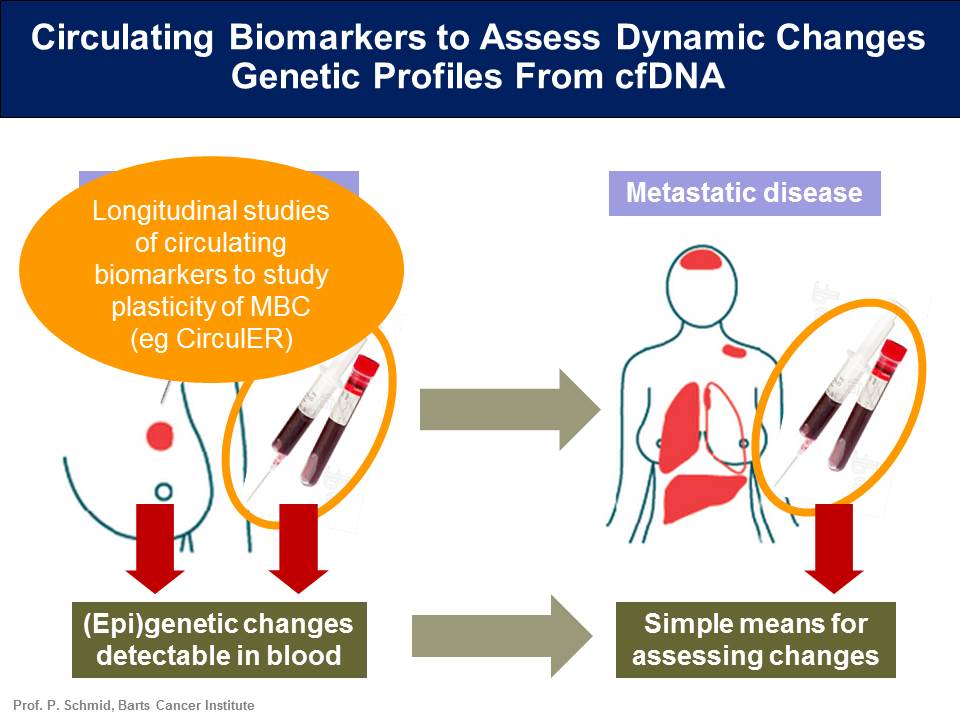 Circulating Biomarkers to Assess Dynamic Changes
Genetic Profiles From cfDNA
Longitudinal studies
of circulating
biomarkers to study
plasticity of MBC
(eg CirculER)
Metastatic disease
(Epi)genetic changes
detectable in blood
Simple means for
assessing changes
Prof. P. Schmid, Barts Cancer Institute